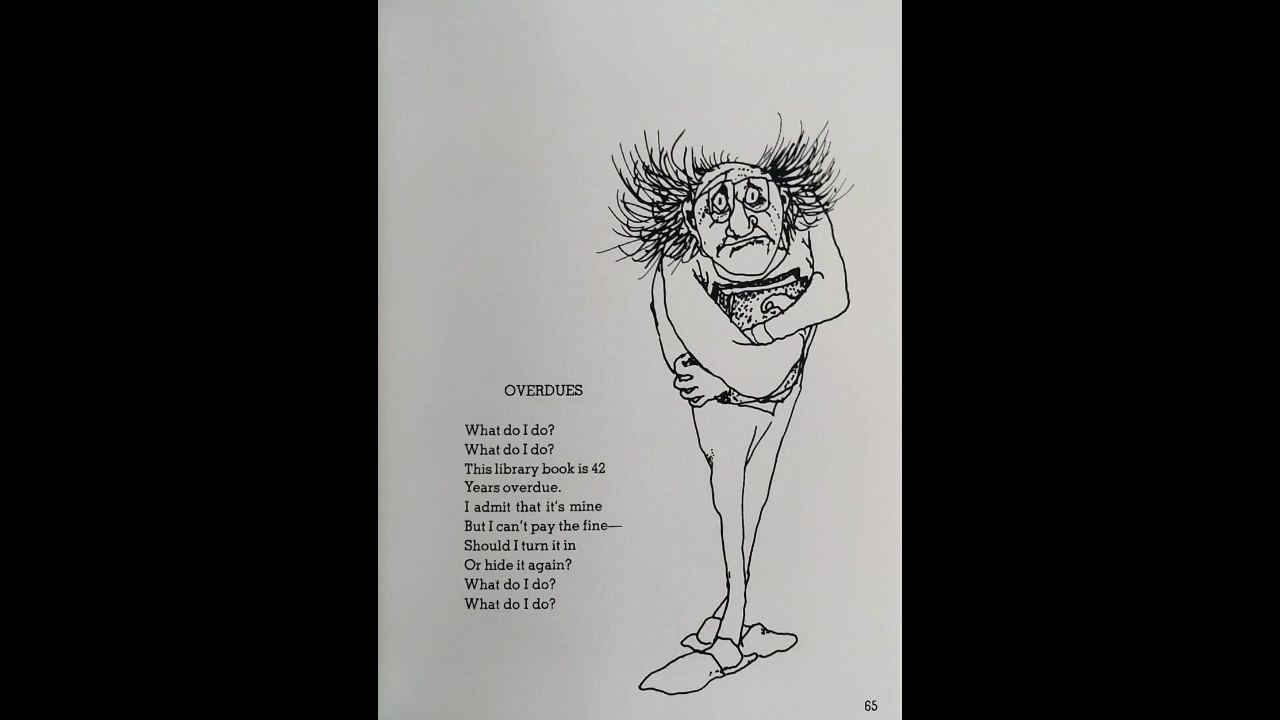 OVERDUES
What do I do?
What do I do?
This library book is 42
Years overdue.
I admit that it's mine
But I can't pay the fine—
Should I turn it in
Or hide it again?
What do I do?
What do I do?
65